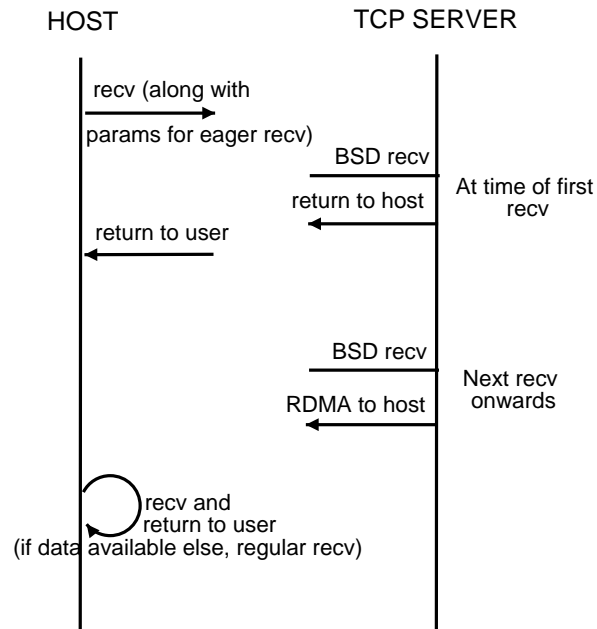 HOST
TCP SERVER
recv (along with
params for eager recv)
BSD recv
At time of first
recv
return to host
return to user
BSD recv
Next recv
onwards
RDMA to host
recv and
return to user
(if data available else, regular recv)